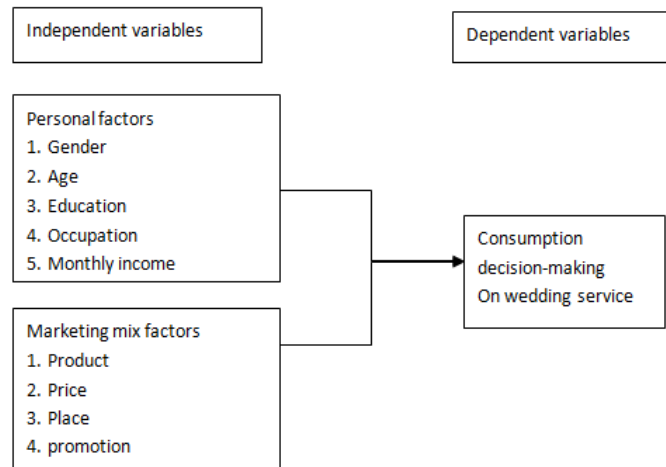 Independent variables
Dependent variables
Personal factors
1. Gender
2. Age
3. Education
4. Occupation
5. Monthly income
Consumption
decision-making
On wedding service
Marketing mix factors
1. Product
2. Price
3. Place
4. promotion